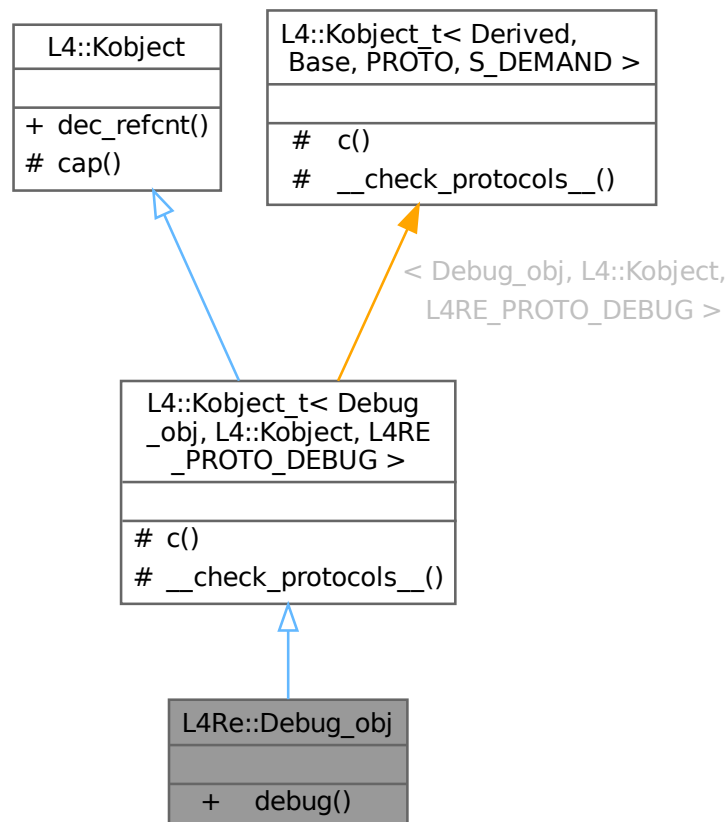 L4::Kobject
+ dec_refcnt()
# cap()
L4::Kobject_t< Derived,
Base, PROTO, S_DEMAND >
# c()
# __check_protocols__()
< Debug_obj, L4::Kobject,
L4RE_PROTO_DEBUG >
L4::Kobject_t< Debug
_obj, L4::Kobject, L4RE
_PROTO_DEBUG >
# c()
# __check_protocols__()
L4Re::Debug_obj
+ debug()